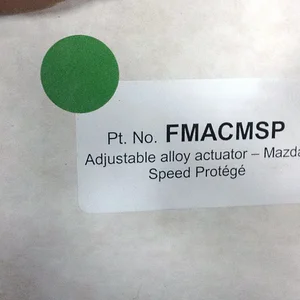 Pt. No. FMACMSP
Adjustable alloy actuator – Mazda
Speed Protégé